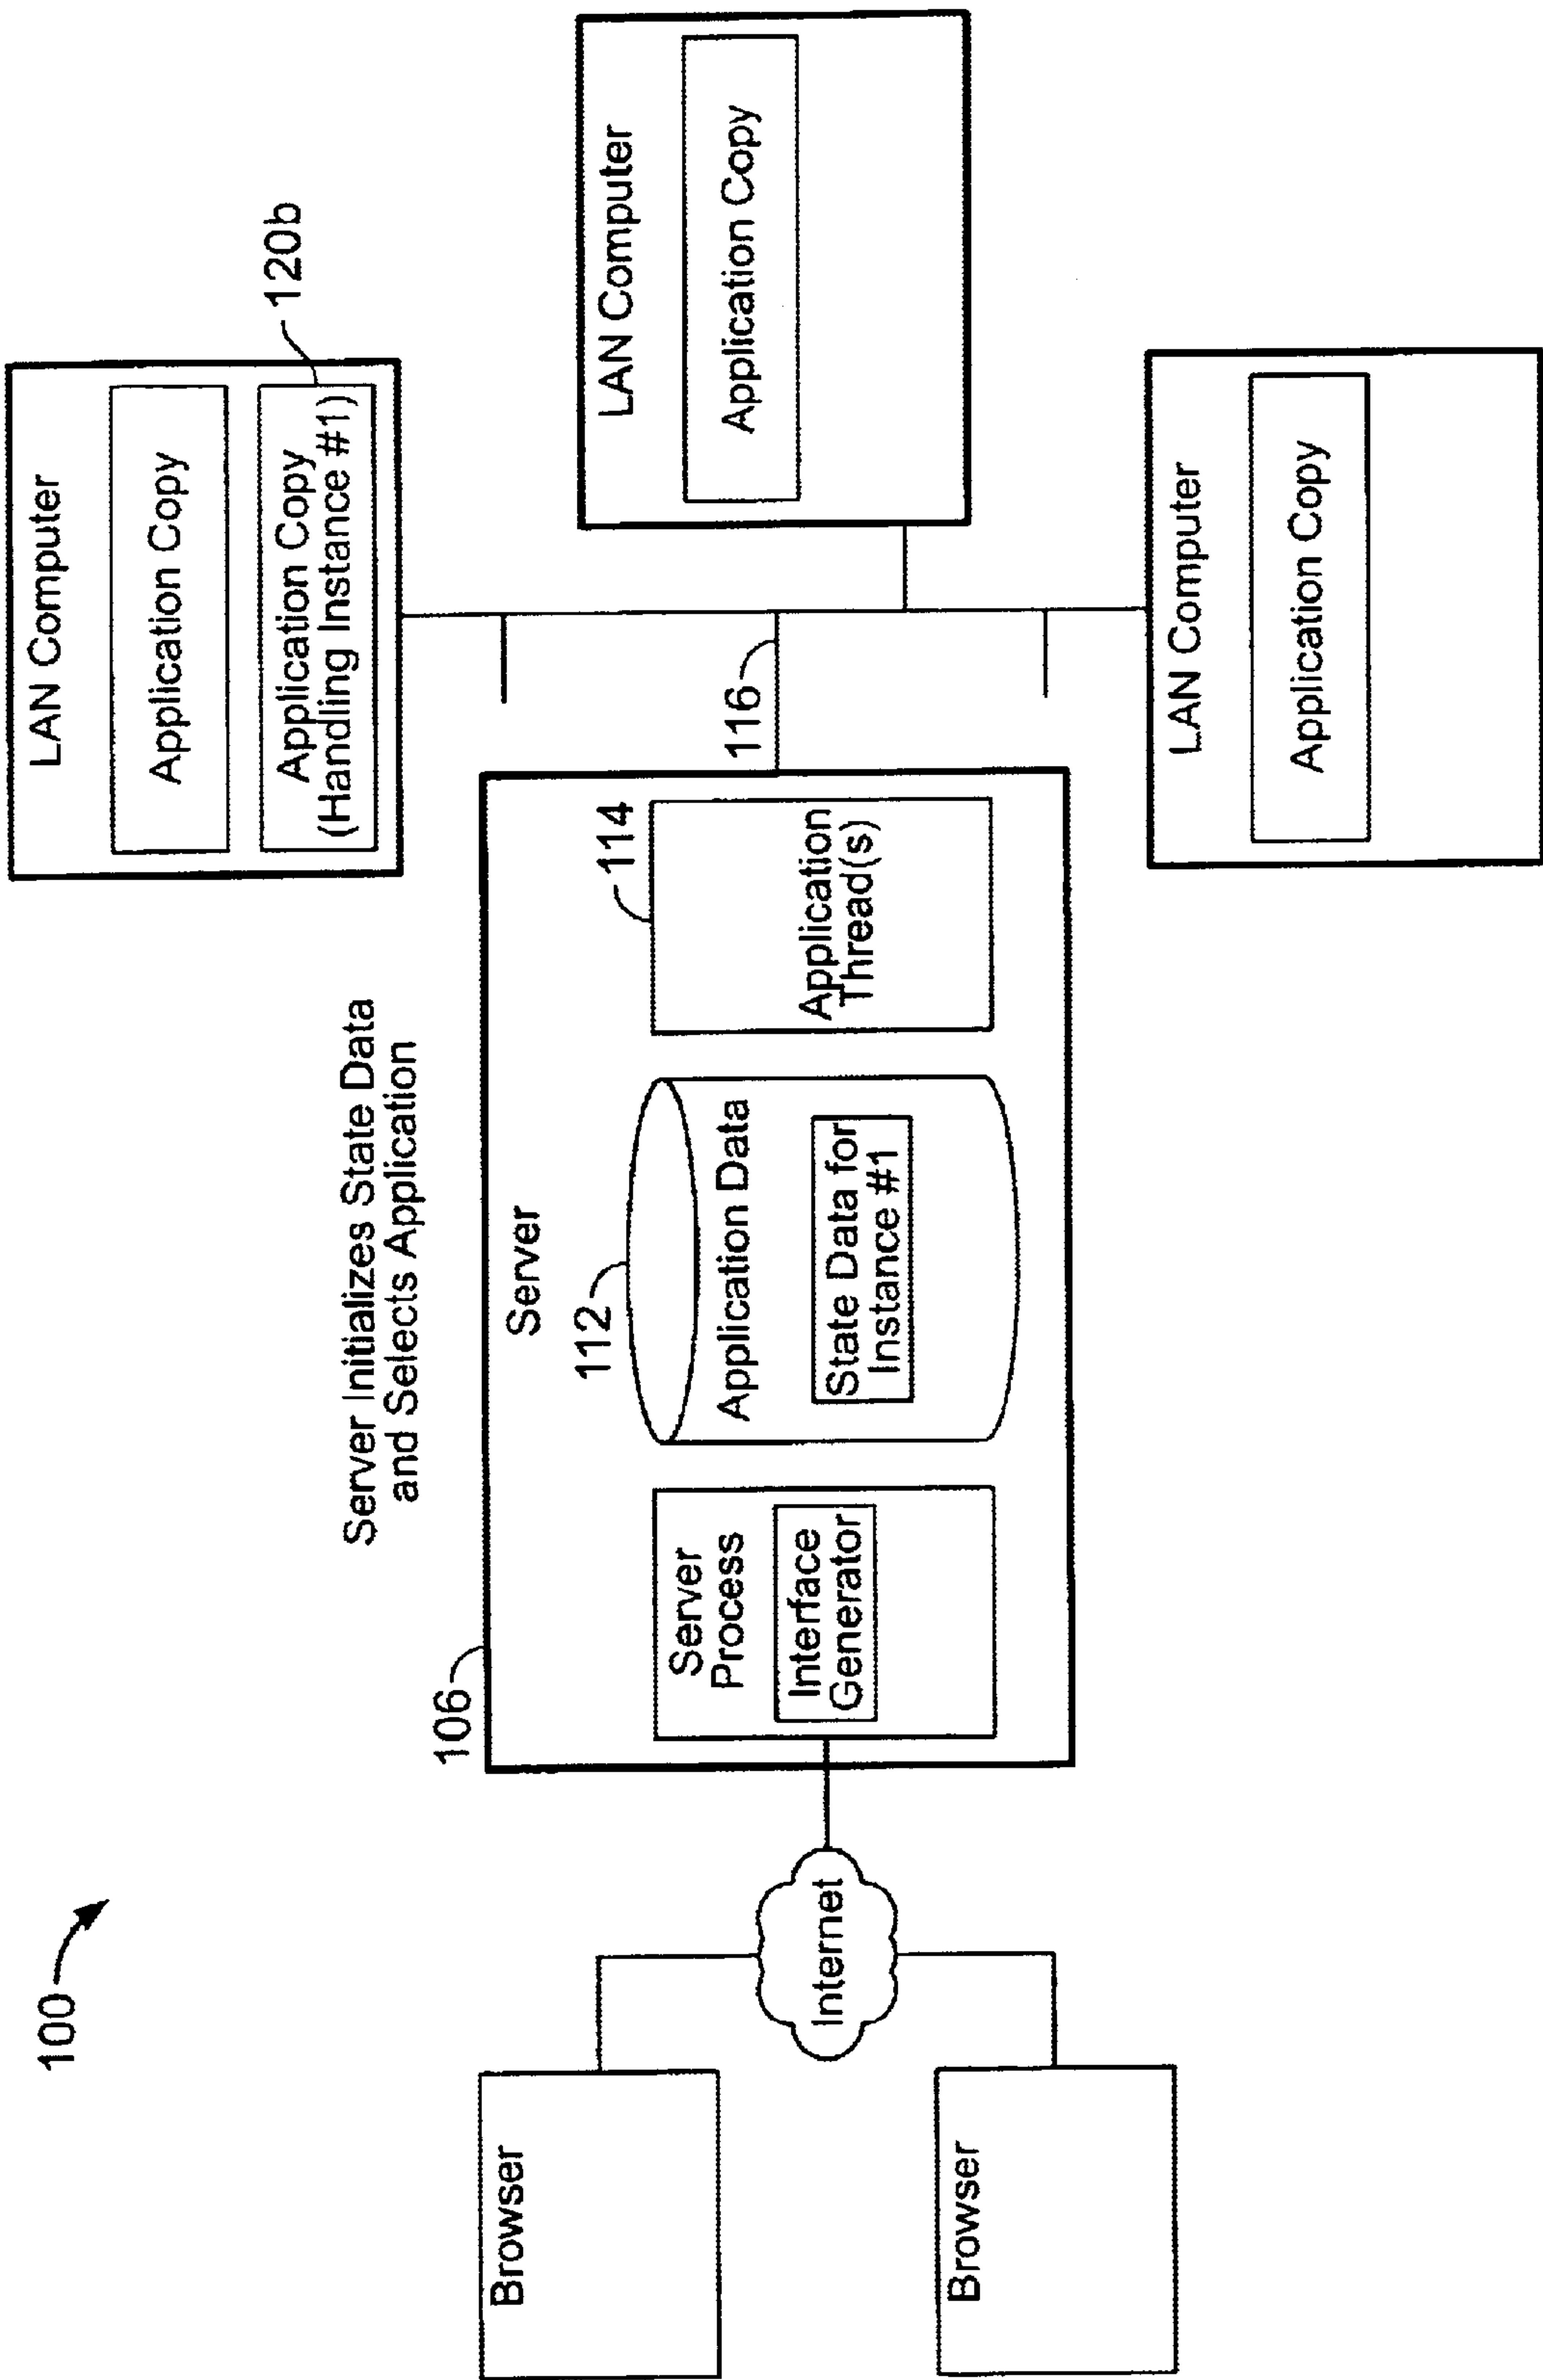 100
Server Initializes State Data
and Selects Application
106
Server
Server
Process
Interface
Generator
112
Application Data
State Data for
Instance #1
114
Application
Thread(s)
116
Browser
Browser
Internet
LAN Computer
Application Copy
Application Copy
(Handling Instance #1)
120b
LAN Computer
Application Copy
LAN Computer
Application Copy